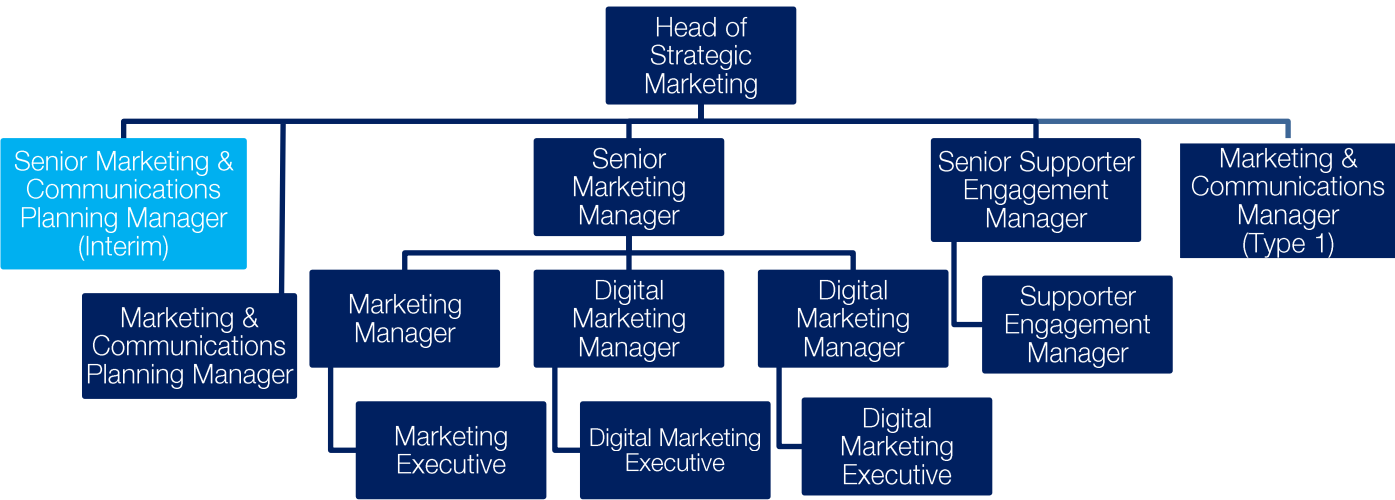 Head of
Strategic
Marketing
Senior Marketing &
Communications
Planning Manager
(Interim)
Senior
Marketing
Manager
Senior Supporter
Engagement
Manager
Marketing &
Communications
Manager
(Type 1)
Marketing &
Communications
Planning Manager
Marketing
Manager
Digital
Marketing
Manager
Digital
Marketing
Manager
Supporter
Engagement
Manager
Marketing
Executive
Digital Marketing
Executive
Digital
Marketing
Executive